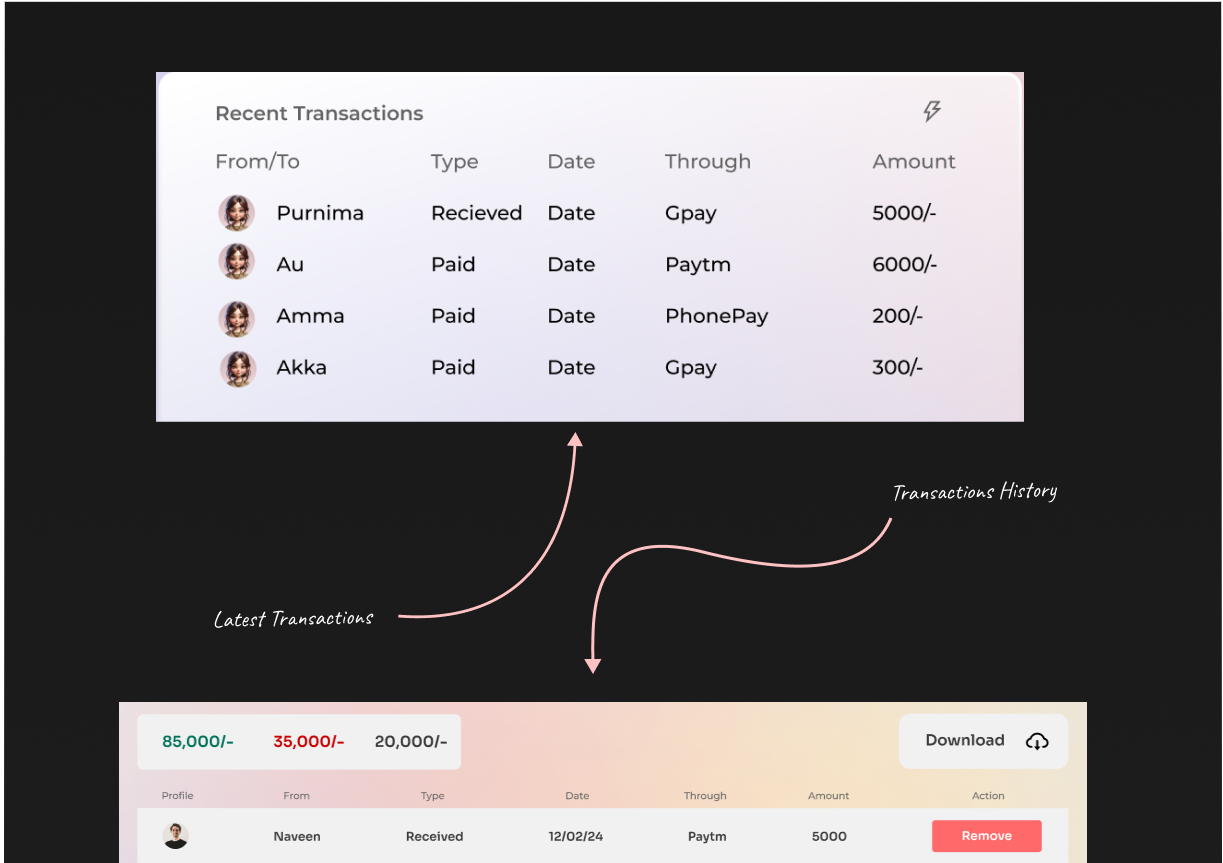 Recent Transactions
From/To Type Date Through Amount
Purnima Recieved Date Gpay 5000/-
Au Paid Date Paytm 6000/-
Amma Paid Date PhonePay 200/-
Akka Paid Date Gpay 300/-
Transactions History
Latest Transactions
85,000/- 35,000/- 20,000/- Download
Profile From Type Date Through Amount Action
Naveen Received 12/02/24 Paytm 5000 Remove